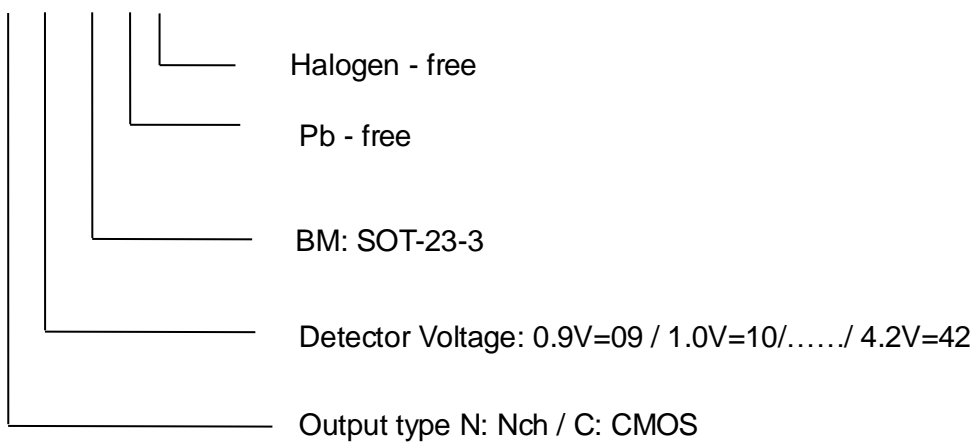 Halogen - free
Pb - free
BM: SOT-23-3
Detector Voltage: 0.9V=09 / 1.0V=10/……/ 4.2V=42
Output type N: Nch / C: CMOS